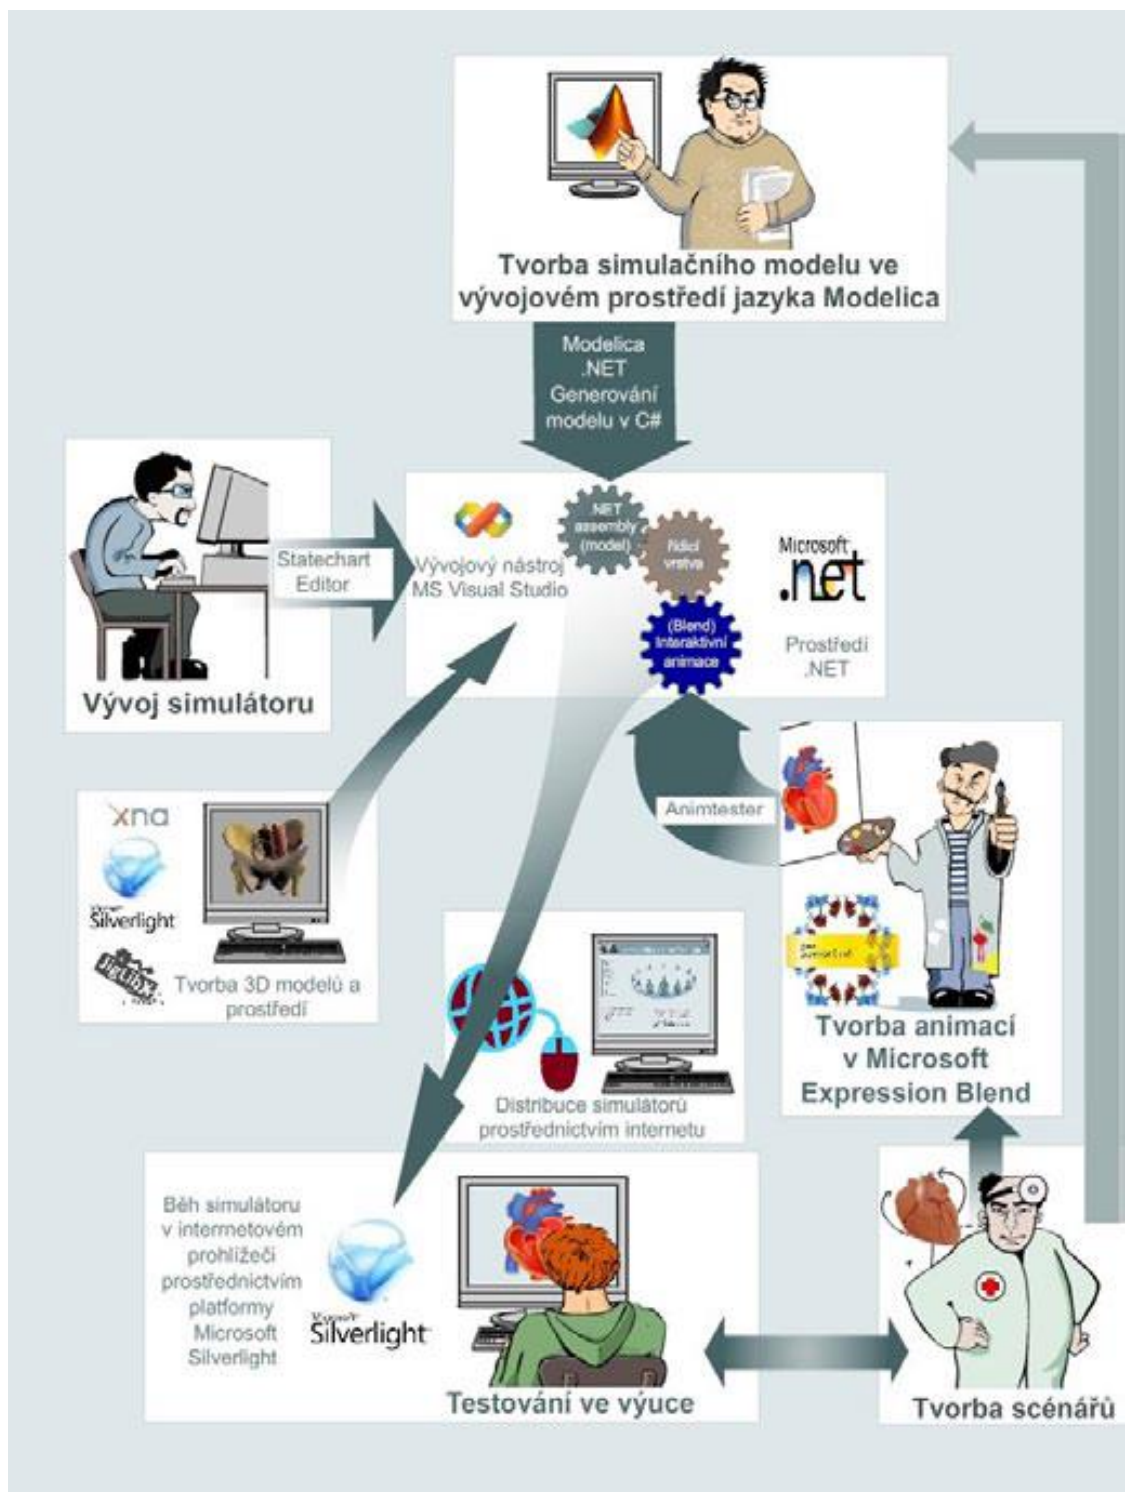 Tvorba simulačního modelu ve
vývojovém prostředí jazyka Modelica
Modelica
.NET
Generování
modelu v C#
Statechart
Editor
Vývoj simulátoru
Vývojový nástroj
MS Visual Studio
.NET
assembly
(model)
Řídicí
vrstva
(Blend)
Interaktivní
animace
Microsoft
.net
Prostředí
.NET
Animtester
xna
Silverlight
JigLibX
Tvorba 3D modelů a
prostředí
Distribuce simulátorů
prostřednictvím internetu
Tvorba animací
v Microsoft
Expression Blend
Běh simulátoru
v internetovém
prohlížeči
prostřednictvím
platformy
Microsoft
Silverlight
Microsoft
Silverlight
Testování ve výuce
Tvorba scénářů